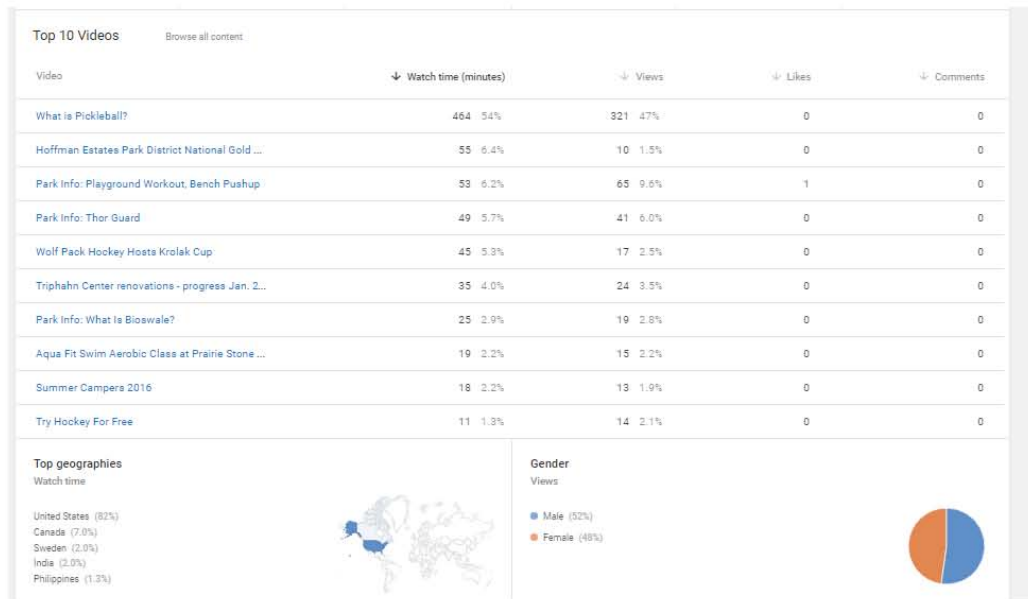 Top 10 Videos Browse all content
Video ↓ Watch time (minutes) ↓ Views ↓ Likes ↓ Comments
What is Pickleball? 464 54% 321 47% 0 0
Hoffman Estates Park District National Gold ... 55 6.4% 10 1.5% 0 0
Park Info: Playground Workout, Bench Pushup 53 6.2% 65 9.6% 1 0
Park Info: Thor Guard 49 5.7% 41 6.0% 0 0
Wolf Pack Hockey Hosts Krolak Cup 45 5.3% 17 2.5% 0 0
Triphahn Center renovations - progress Jan. 2... 35 4.0% 24 3.5% 0 0
Park Info: What Is Bioswale? 25 2.9% 19 2.8% 0 0
Aqua Fit Swim Aerobic Class at Prairie Stone ... 19 2.2% 15 2.2% 0 0
Summer Campers 2016 18 2.2% 13 1.9% 0 0
Try Hockey For Free 11 1.3% 14 2.1% 0 0
Top geographies
Watch time
United States (82%)
Canada (7.0%)
Sweden (2.0%)
India (2.0%)
Philippines (1.3%)
Gender
Views
Male (52%)
Female (48%)